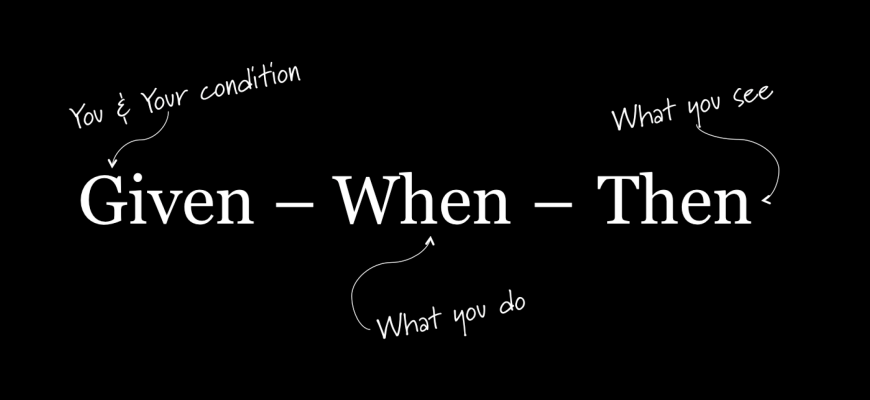 You & Your condition
What you see
Given – When – Then
What you do